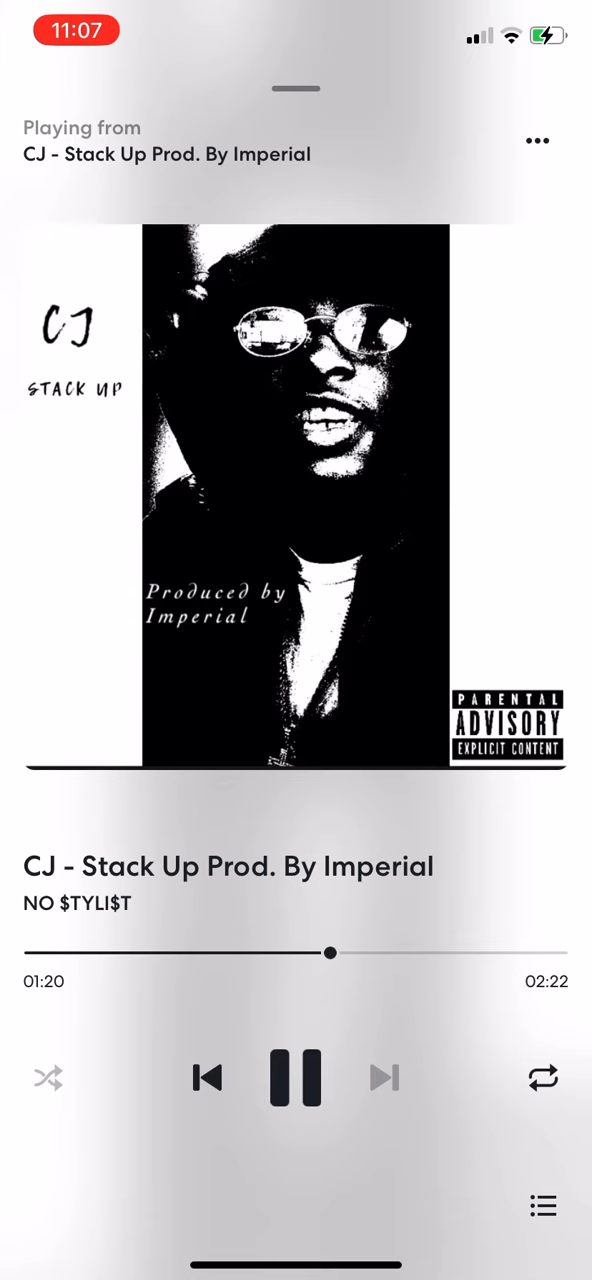 11:07
Playing from
CJ - Stack Up Prod. By Imperial
CJ
STACK UP
Produced by
Imperial
PARENTAL
ADVISORY
EXPLICIT CONTENT
CJ - Stack Up Prod. By Imperial
NO $TYLI$T
01:20
02:22